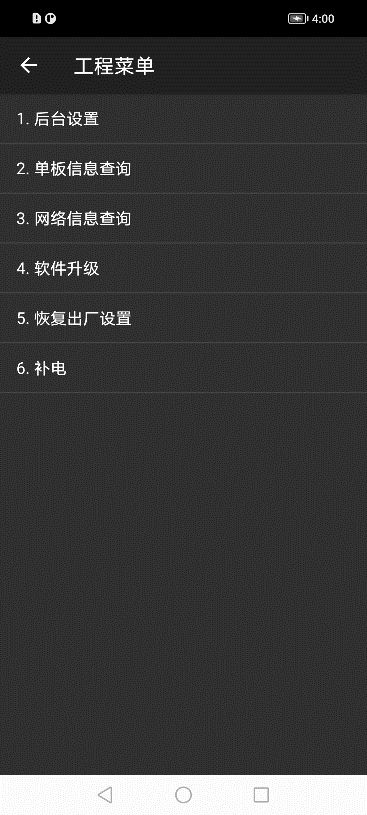 4:00
工程菜单
1. 后台设置
2. 单板信息查询
3. 网络信息查询
4. 软件升级
5. 恢复出厂设置
6. 补电